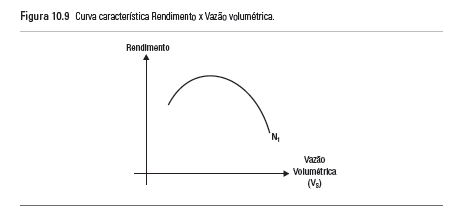 Figura 10.9 Curva característica Rendimento x Vazão volumétrica.
Rendimento
N₁
Vazão
Volumétrica
(Vₛ)